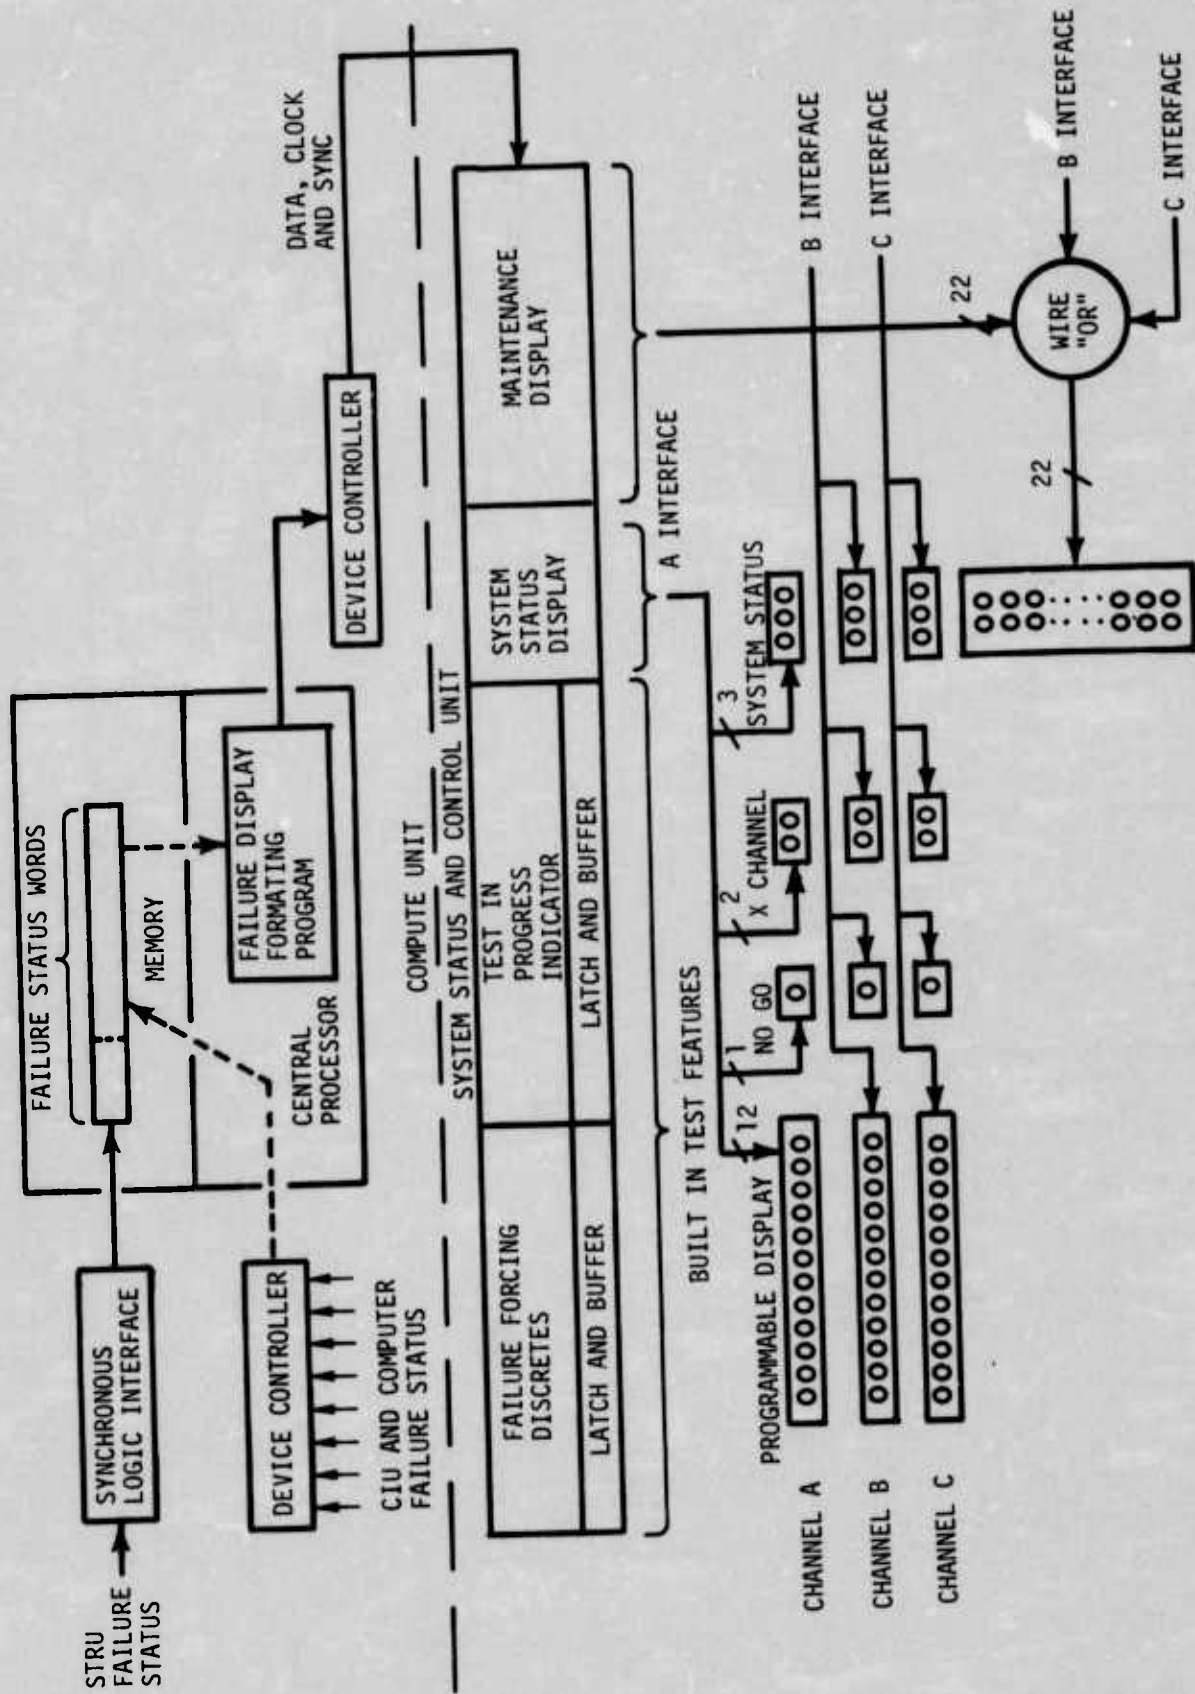 STRU
FAILURE
STATUS
SYNCHRONOUS
LOGIC INTERFACE
FAILURE STATUS WORDS
MEMORY
DEVICE CONTROLLER
CIU AND COMPUTER
FAILURE STATUS
CENTRAL
PROCESSOR
FAILURE DISPLAY
FORMATING
PROGRAM
DEVICE CONTROLLER
DATA, CLOCK
AND SYNC
COMPUTE UNIT
SYSTEM STATUS AND CONTROL UNIT
FAILURE FORCING
DISCRETES
LATCH AND BUFFER
TEST IN
PROGRESS
INDICATOR
LATCH AND BUFFER
SYSTEM
STATUS
DISPLAY
MAINTENANCE
DISPLAY
BUILT IN TEST FEATURES
A INTERFACE
PROGRAMMABLE DISPLAY
12
1
NO GO
2
X CHANNEL
3
SYSTEM STATUS
CHANNEL A
CHANNEL B
CHANNEL C
B INTERFACE
C INTERFACE
22
WIRE
"OR"
22
B INTERFACE
C INTERFACE